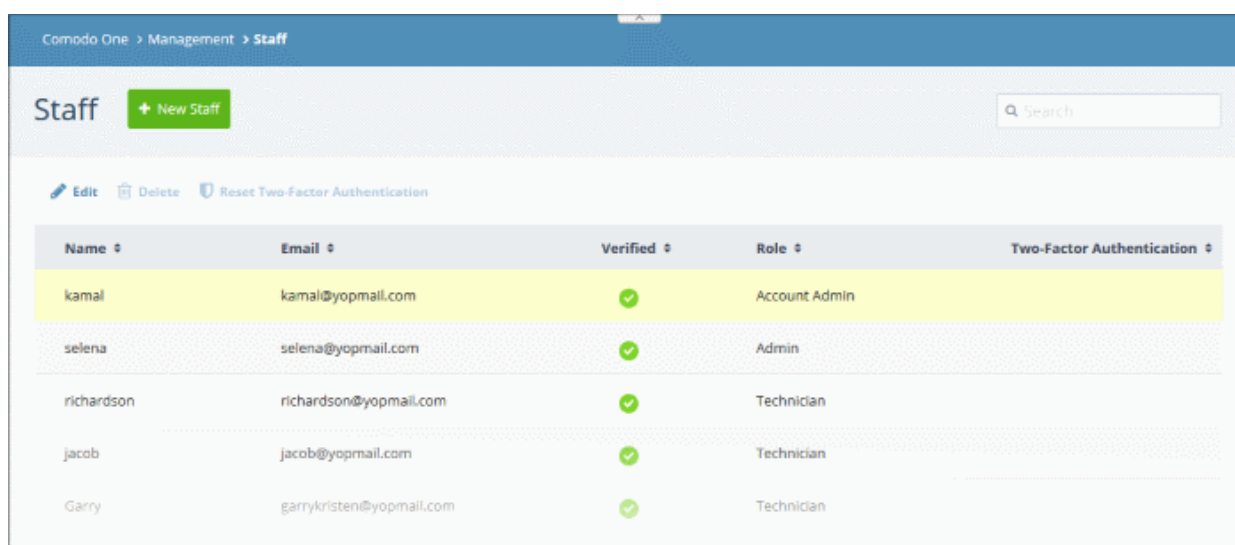 Comodo One > Management > Staff
Staff + New Staff Search
Edit Delete Reset Two-Factor Authentication
Name Email Verified Role Two-Factor Authentication
kamal kamal@yopmail.com Account Admin
selena selena@yopmail.com Admin
richardson richardson@yopmail.com Technician
jacob jacob@yopmail.com Technician
Garry garrykristen@yopmail.com Technician